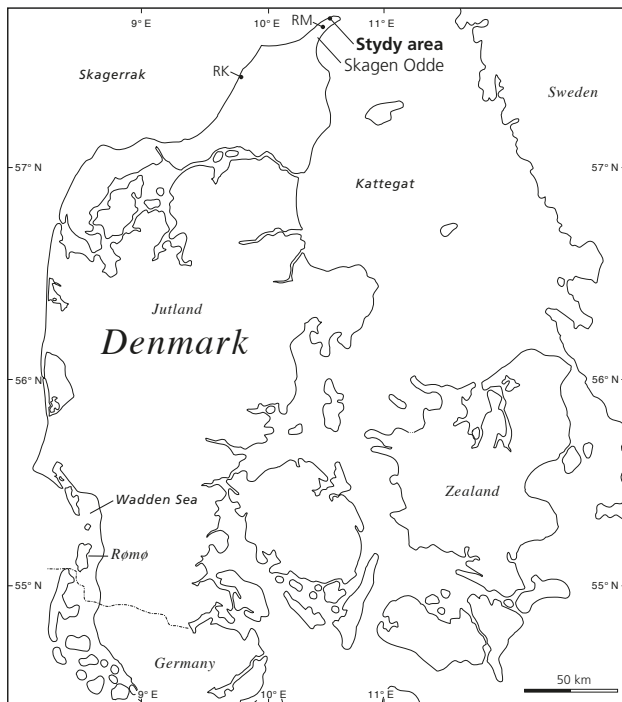 9° E
10° E
11° E
RM
Stydy area
Skagen Odde
RK
Skagerrak
Sweden
57° N
57° N
Kattegat
Jutland
Denmark
56° N
56° N
Zealand
Wadden Sea
Rømø
55° N
55° N
Germany
50 km
9° E
10° E
11° E